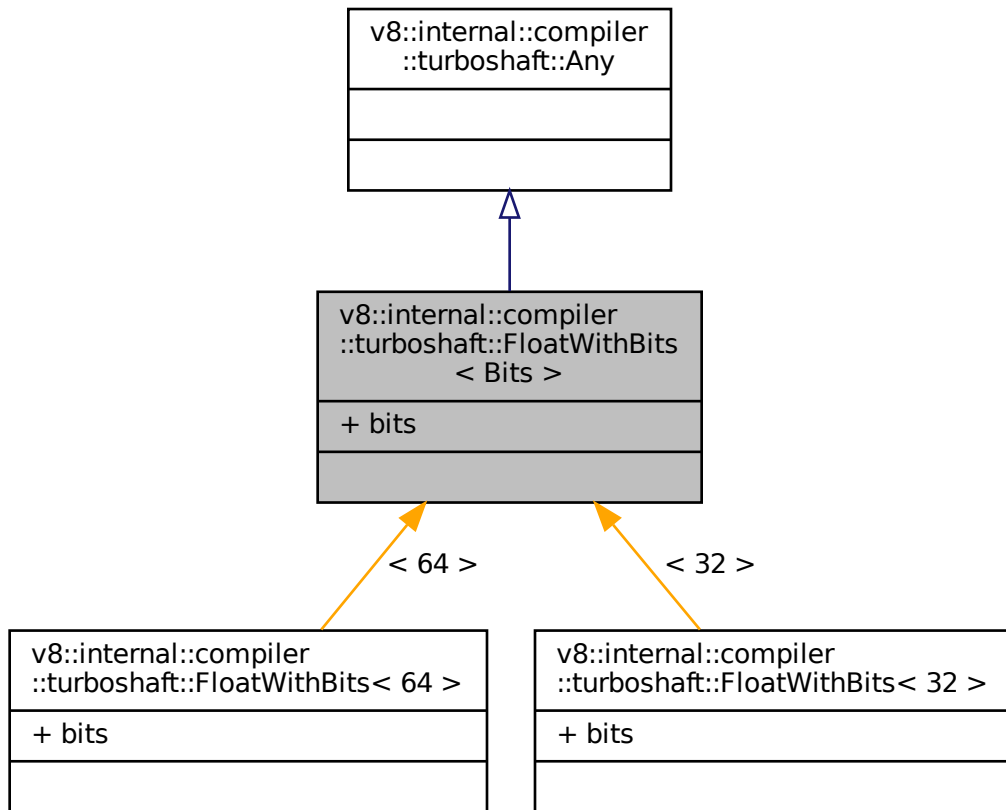 v8::internal::compiler
::turboshaft::Any
v8::internal::compiler
::turboshaft::FloatWithBits
< Bits >
+ bits
< 64 >
< 32 >
v8::internal::compiler
::turboshaft::FloatWithBits< 64 >
+ bits
v8::internal::compiler
::turboshaft::FloatWithBits< 32 >
+ bits